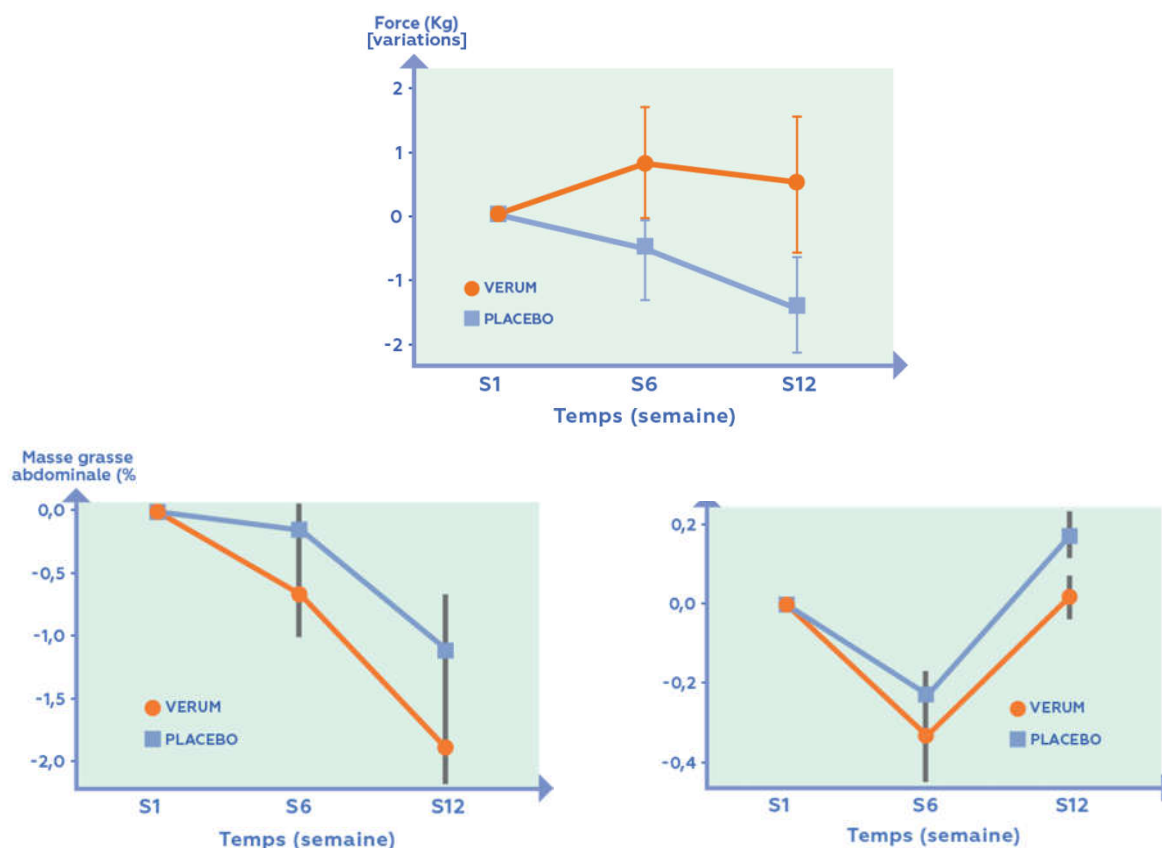 Force (Kg)
[variations]
2
1
0
-1
-2
VERUM
PLACEBO
S1 S6 S12
Temps (semaine)
Masse grasse
abdominale (%
0,0
-0,5
-1,0
-1,5
-2,0
VERUM
PLACEBO
S1 S6 S12
Temps (semaine)
0,2
0,0
-0,2
-0,4
VERUM
PLACEBO
S1 S6 S12
Temps (semaine)